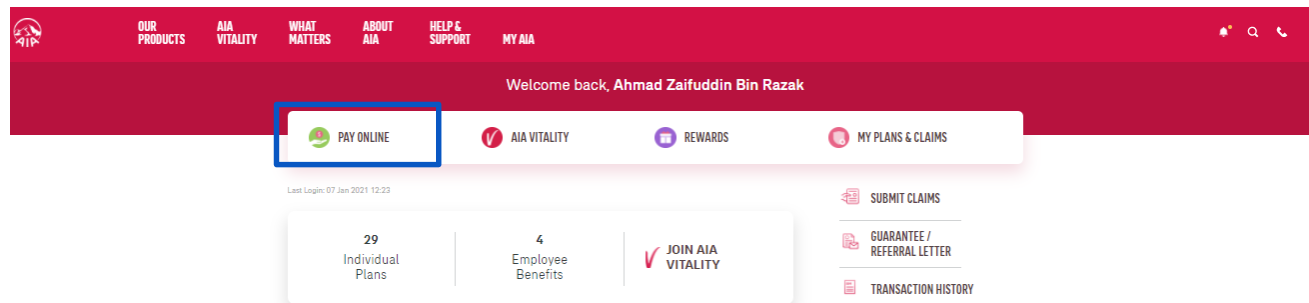 AIA
OUR PRODUCTS
AIA VITALITY
WHAT MATTERS
ABOUT AIA
HELP & SUPPORT
MY AIA
Welcome back, Ahmad Zaifuddin Bin Razak
PAY ONLINE
AIA VITALITY
REWARDS
MY PLANS & CLAIMS
Last Login: 07 Jan 2021 12:23
29
Individual
Plans
4
Employee
Benefits
JOIN AIA
VITALITY
SUBMIT CLAIMS
GUARANTEE /
REFERRAL LETTER
TRANSACTION HISTORY